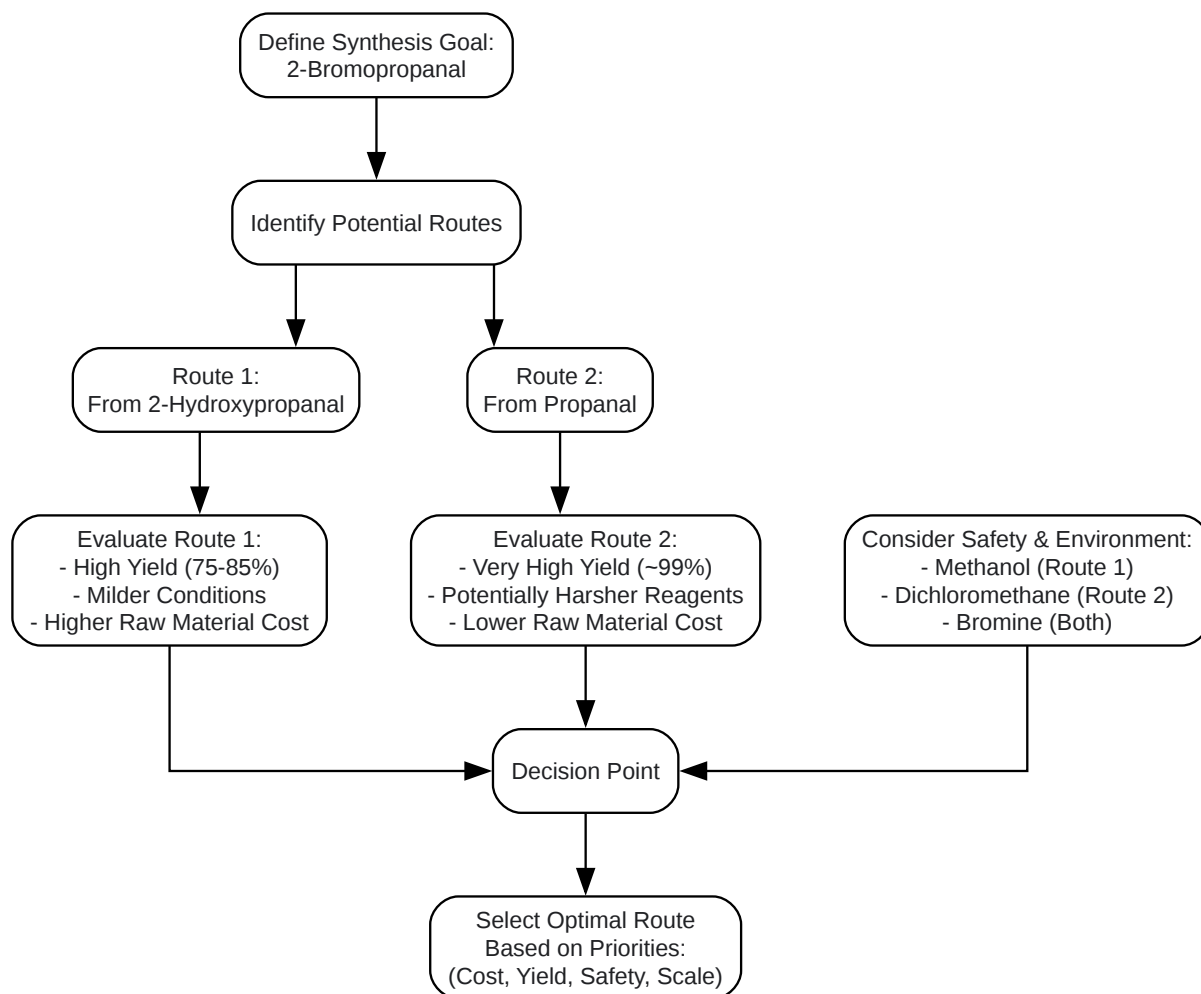 Define Synthesis Goal:
2-Bromopropanal
Identify Potential Routes
Route 1:
From 2-Hydroxypropanal
Route 2:
From Propanal
Evaluate Route 1:
- High Yield (75-85%)
- Milder Conditions
- Higher Raw Material Cost
Evaluate Route 2:
- Very High Yield (~99%)
- Potentially Harsher Reagents
- Lower Raw Material Cost
Consider Safety & Environment:
- Methanol (Route 1)
- Dichloromethane (Route 2)
- Bromine (Both)
Decision Point
Select Optimal Route
Based on Priorities:
(Cost, Yield, Safety, Scale)